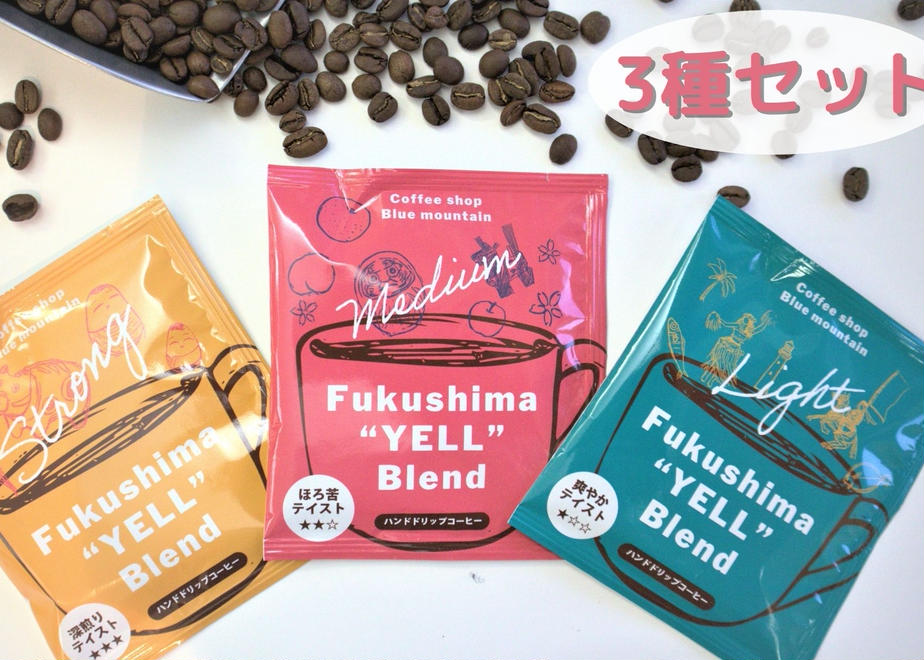 3種セット
Coffee shop
Blue mountain
Strong
Fukushima
“YELL”
Blend
ハンドドリップコーヒー
深煎り
テイスト
★★★
Coffee shop
Blue mountain
Medium
Fukushima
“YELL”
Blend
ほろ苦
テイスト
★★☆
ハンドドリップコーヒー
Coffee shop
Blue mountain
Light
Fukushima
“YELL”
Blend
爽やか
テイスト
★☆☆
ハンドドリップコーヒー